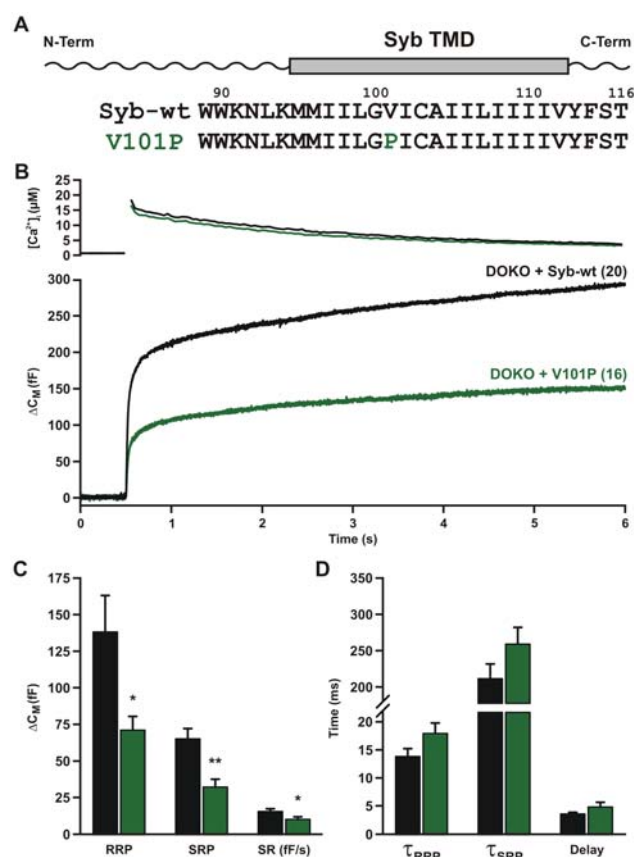 A
N-Term Syb TMD C-Term
90 100 110 116
Syb-wt WWKNLKMMIILGVICAIILIIIIVYFST
V101P WWKNLKMMIILGPICAIILIIIIVYFST
B
[Ca²⁺]ᵢ(µM)
25
20
15
10
5
0
DOKO + Syb-wt (20)
DOKO + V101P (16)
ΔC_M(fF)
300
250
200
150
100
50
0
0 1 2 3 4 5 6
Time (s)
C
ΔC_M(fF)
175
150
125
100
75
50
25
0
* ** *
RRP SRP SR (fF/s)
D
Time (ms)
300
250
200
20
15
10
5
0
τRRP τSRP Delay